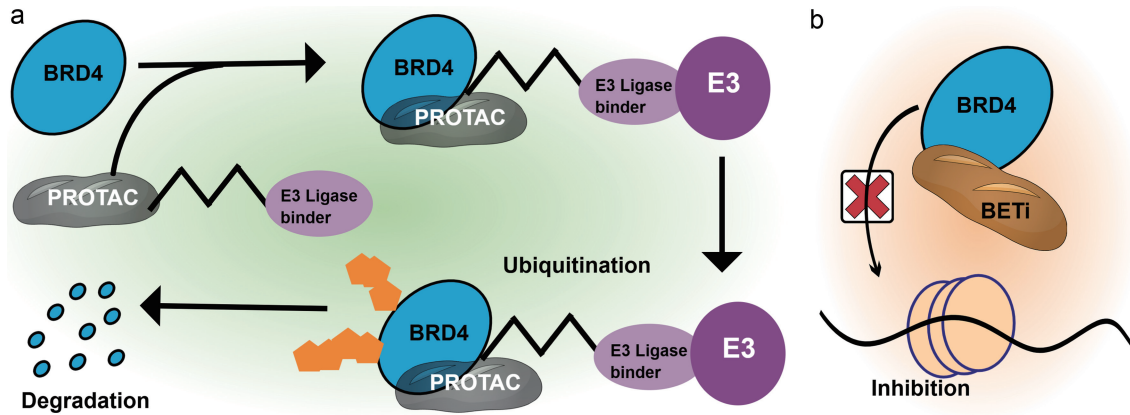 a
BRD4
PROTAC
E3 Ligase
binder
BRD4
PROTAC
E3 Ligase
binder
E3
Ubiquitination
BRD4
PROTAC
E3 Ligase
binder
E3
Degradation
b
BRD4
BETi
Inhibition